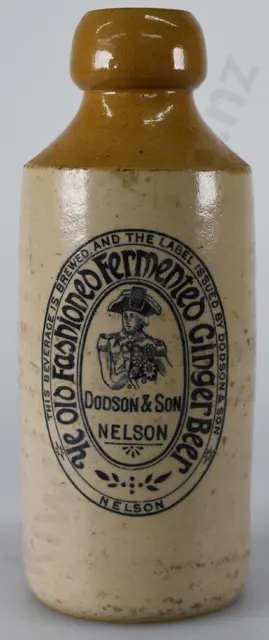 THIS BEVERAGE IS BREWED AND THE LABEL ISSUED BY DODSON & SON
Ye Old Fashioned Fermented Ginger Beer
DODSON & SON
NELSON
NELSON